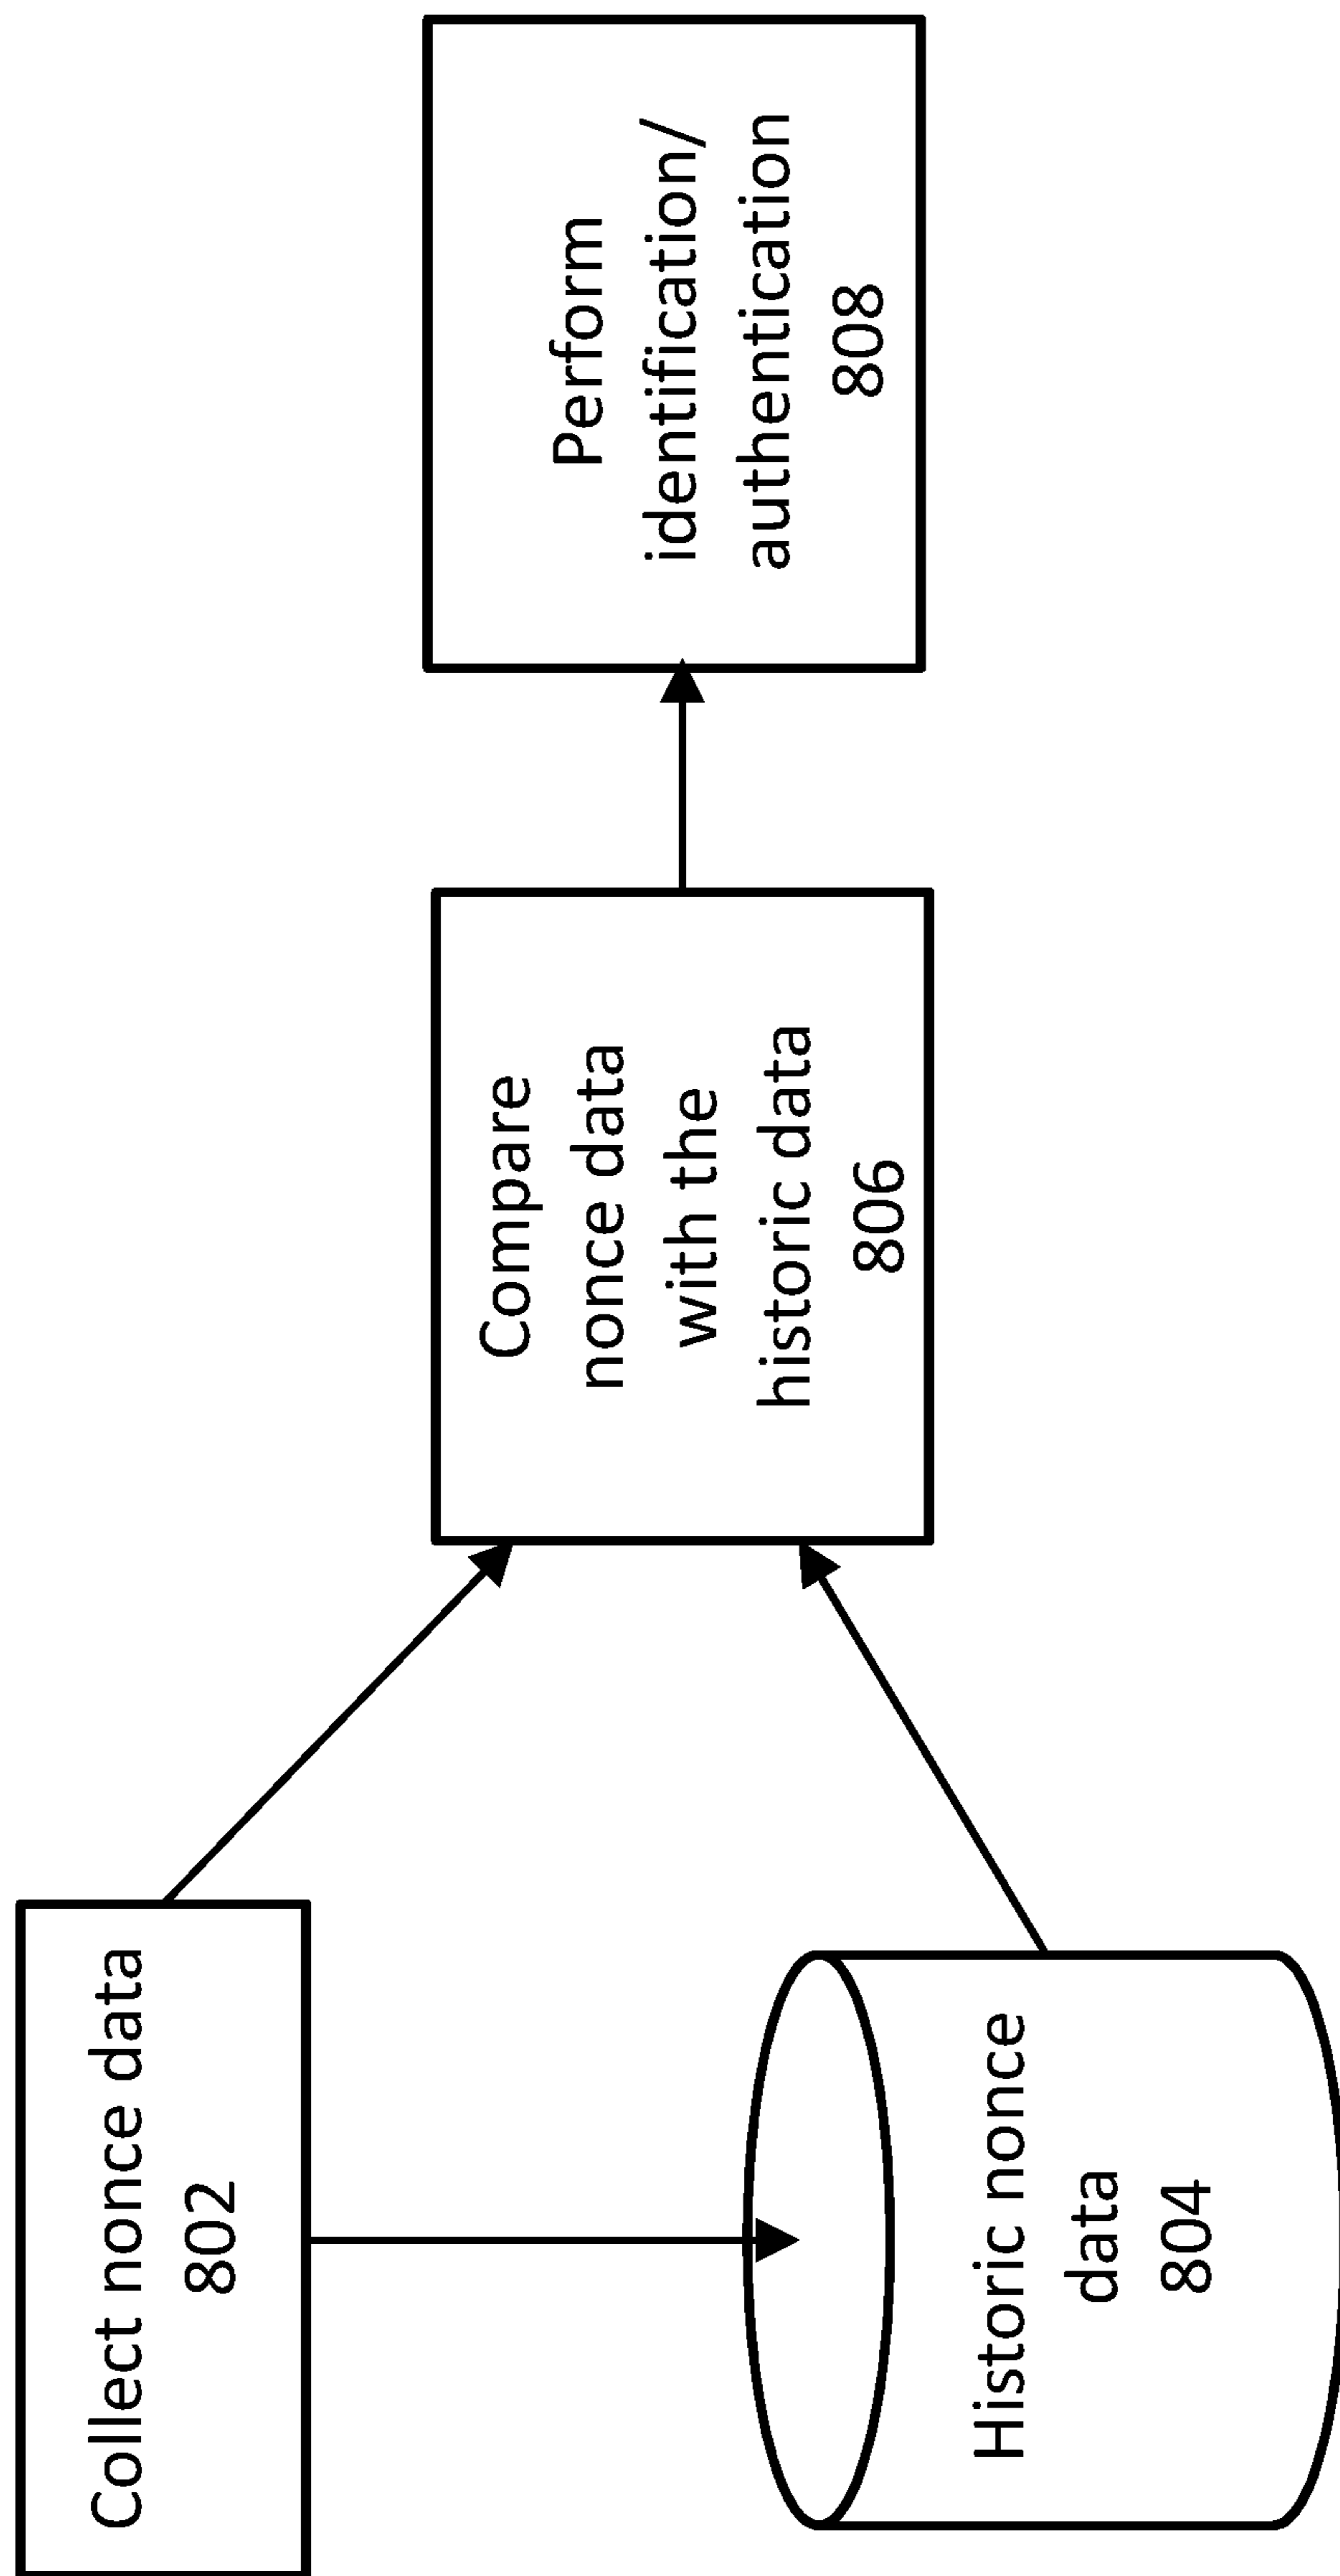 Collect nonce data
802
Historic nonce
data
804
Compare
nonce data
with the
historic data
806
Perform
identification/
authentication
808